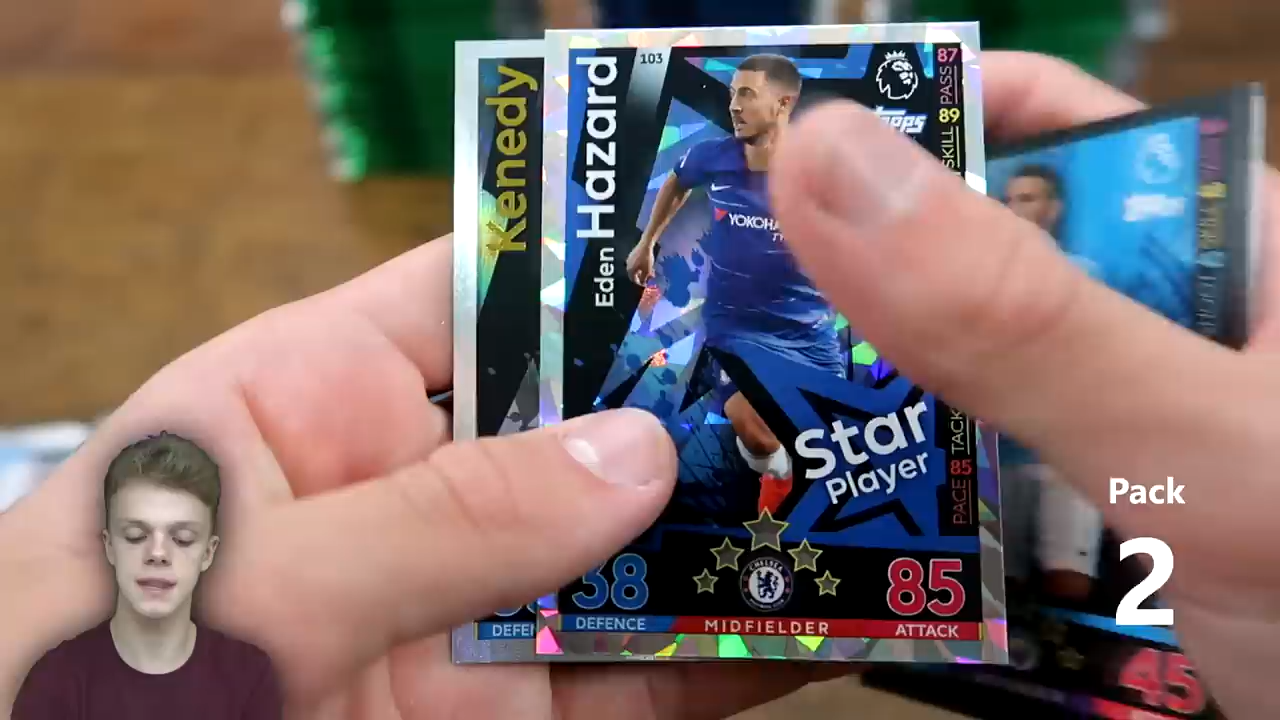 Kenedy
Eden Hazard
103
PASS 87
SKILL 89
TACK
PACE 85
YOKOHA
Star
Player
CHELSEA
38
DEFENCE
MIDFIELDER
85
ATTACK
DEFE
45
Pack
2